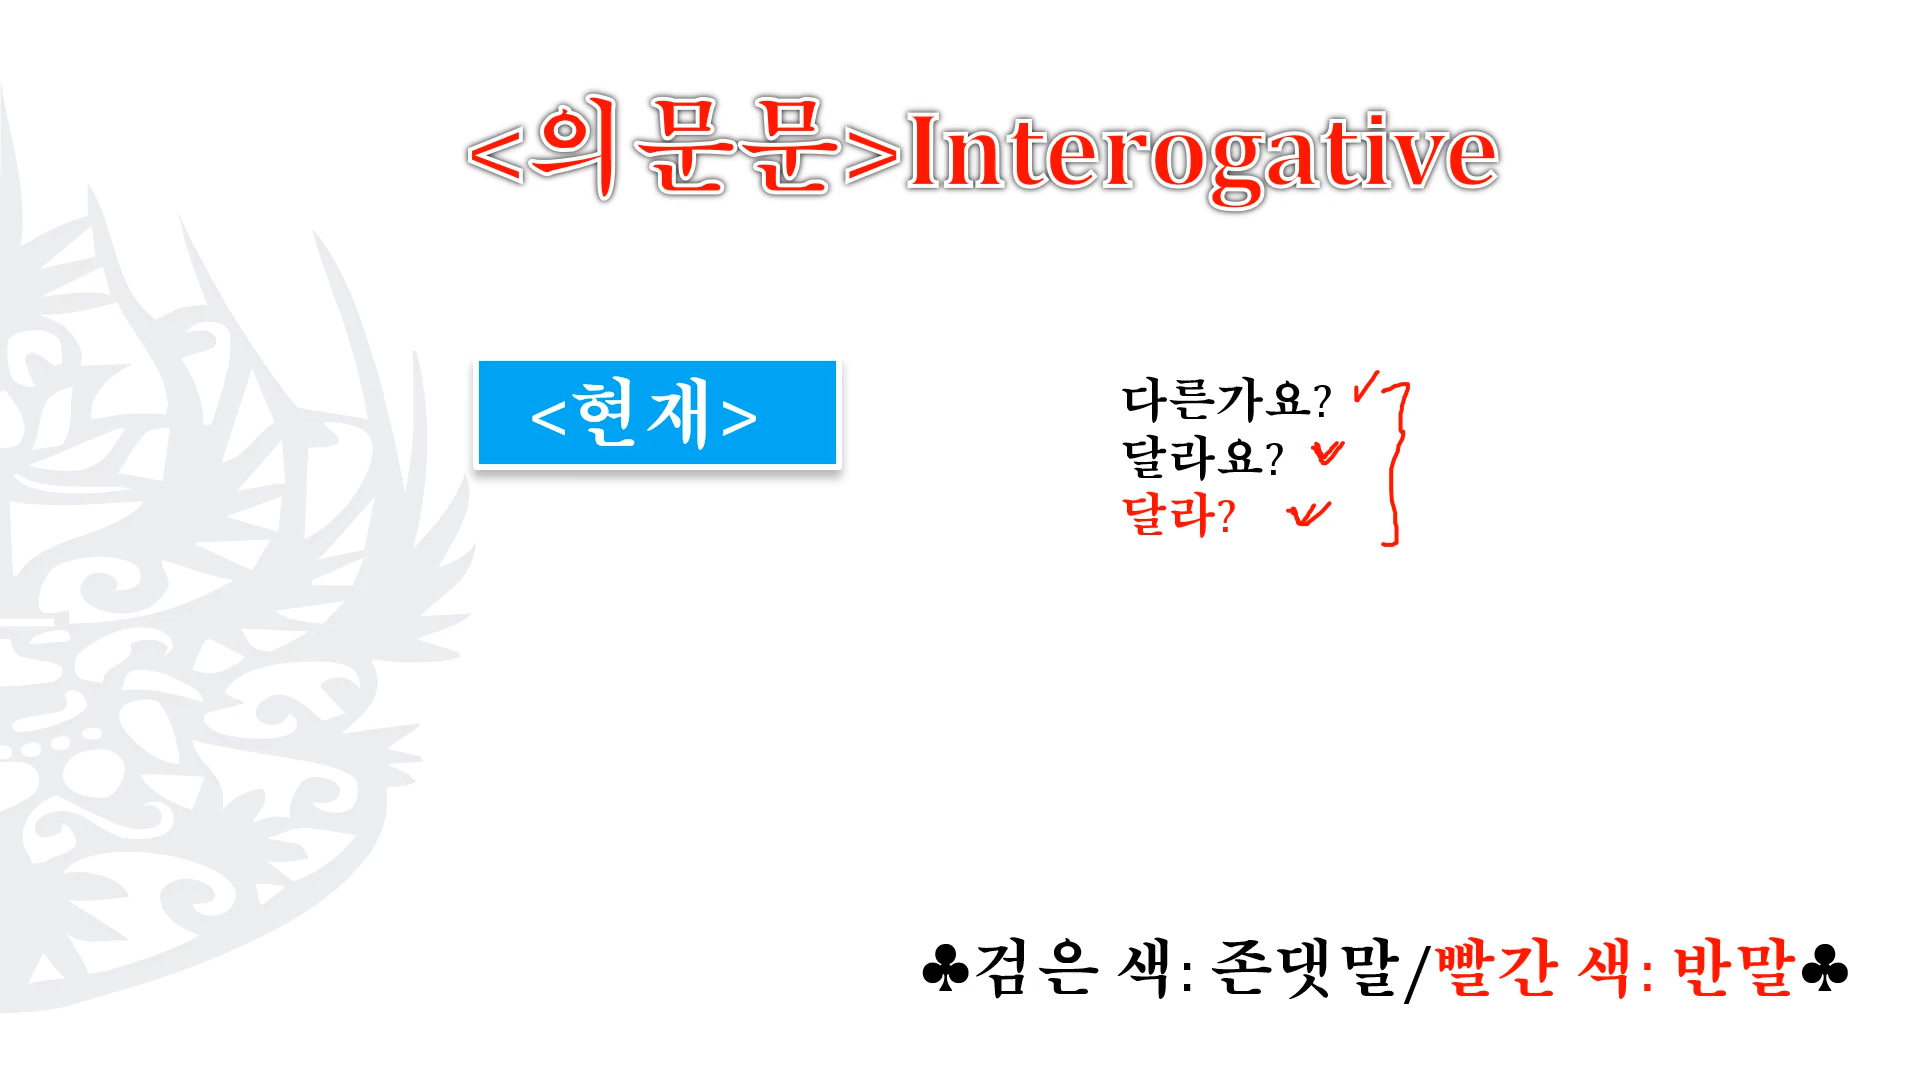 <의문문>Interogative
<현재>
다른가요?
달라요?
달라?
♣검은 색: 존댓말/빨간 색: 반말♣